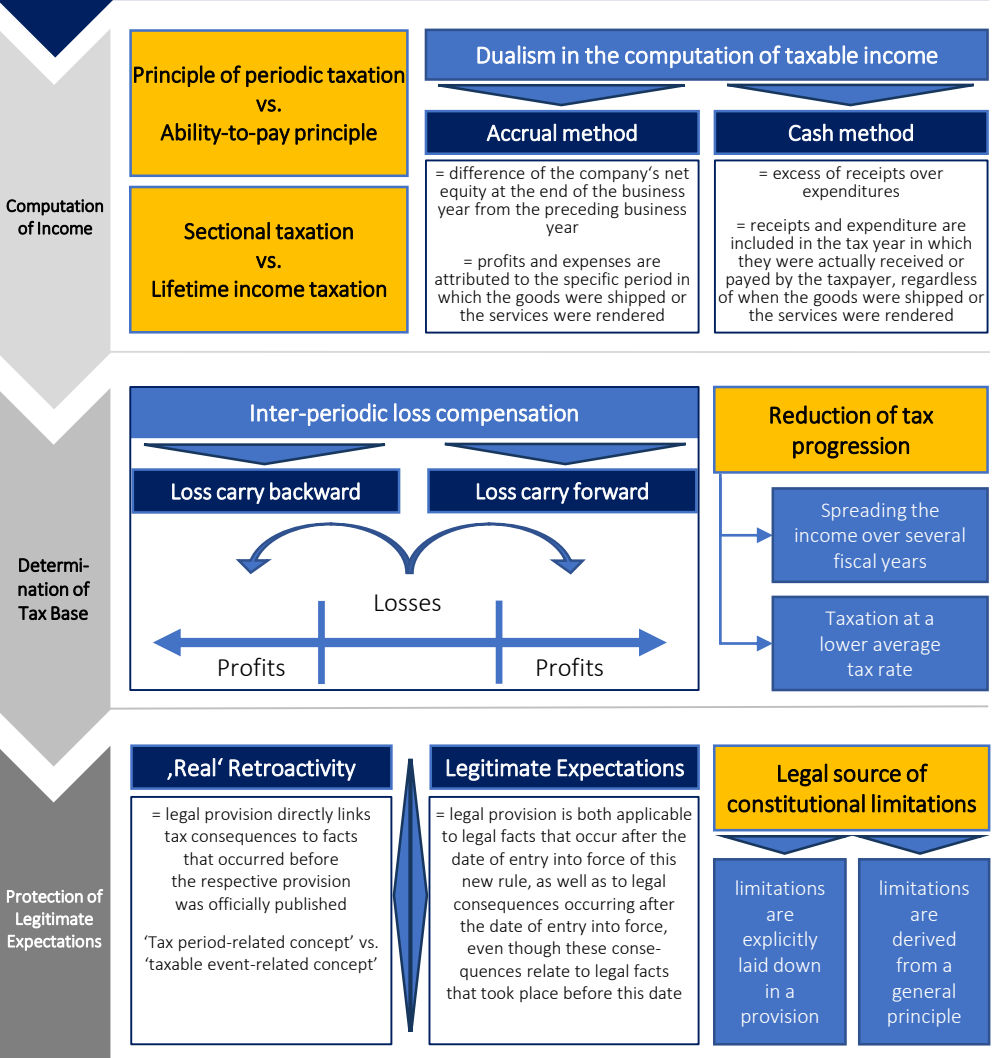 Computation
of Income
Principle of periodic taxation
vs.
Ability-to-pay principle
Sectional taxation
vs.
Lifetime income taxation
Dualism in the computation of taxable income
Accrual method
= difference of the company‘s net
equity at the end of the business
year from the preceding business
year
= profits and expenses are
attributed to the specific period in
which the goods were shipped or
the services were rendered
Cash method
= excess of receipts over
expenditures
= receipts and expenditure are
included in the tax year in which
they were actually received or
payed by the taxpayer, regardless
of when the goods were shipped or
the services were rendered
Determi-
nation of
Tax Base
Inter-periodic loss compensation
Loss carry backward
Loss carry forward
Losses
Profits
Profits
Reduction of tax
progression
Spreading the
income over several
fiscal years
Taxation at a
lower average
tax rate
Protection of
Legitimate
Expectations
‚Real‘ Retroactivity
= legal provision directly links
tax consequences to facts
that occurred before
the respective provision
was officially published
‘Tax period-related concept’ vs.
‘taxable event-related concept’
Legitimate Expectations
= legal provision is both applicable
to legal facts that occur after the
date of entry into force of this
new rule, as well as to legal
consequences occurring after
the date of entry into force,
even though these conse-
quences relate to legal facts
that took place before this date
Legal source of
constitutional limitations
limitations
are
explicitly
laid down
in a
provision
limitations
are
derived
from a
general
principle